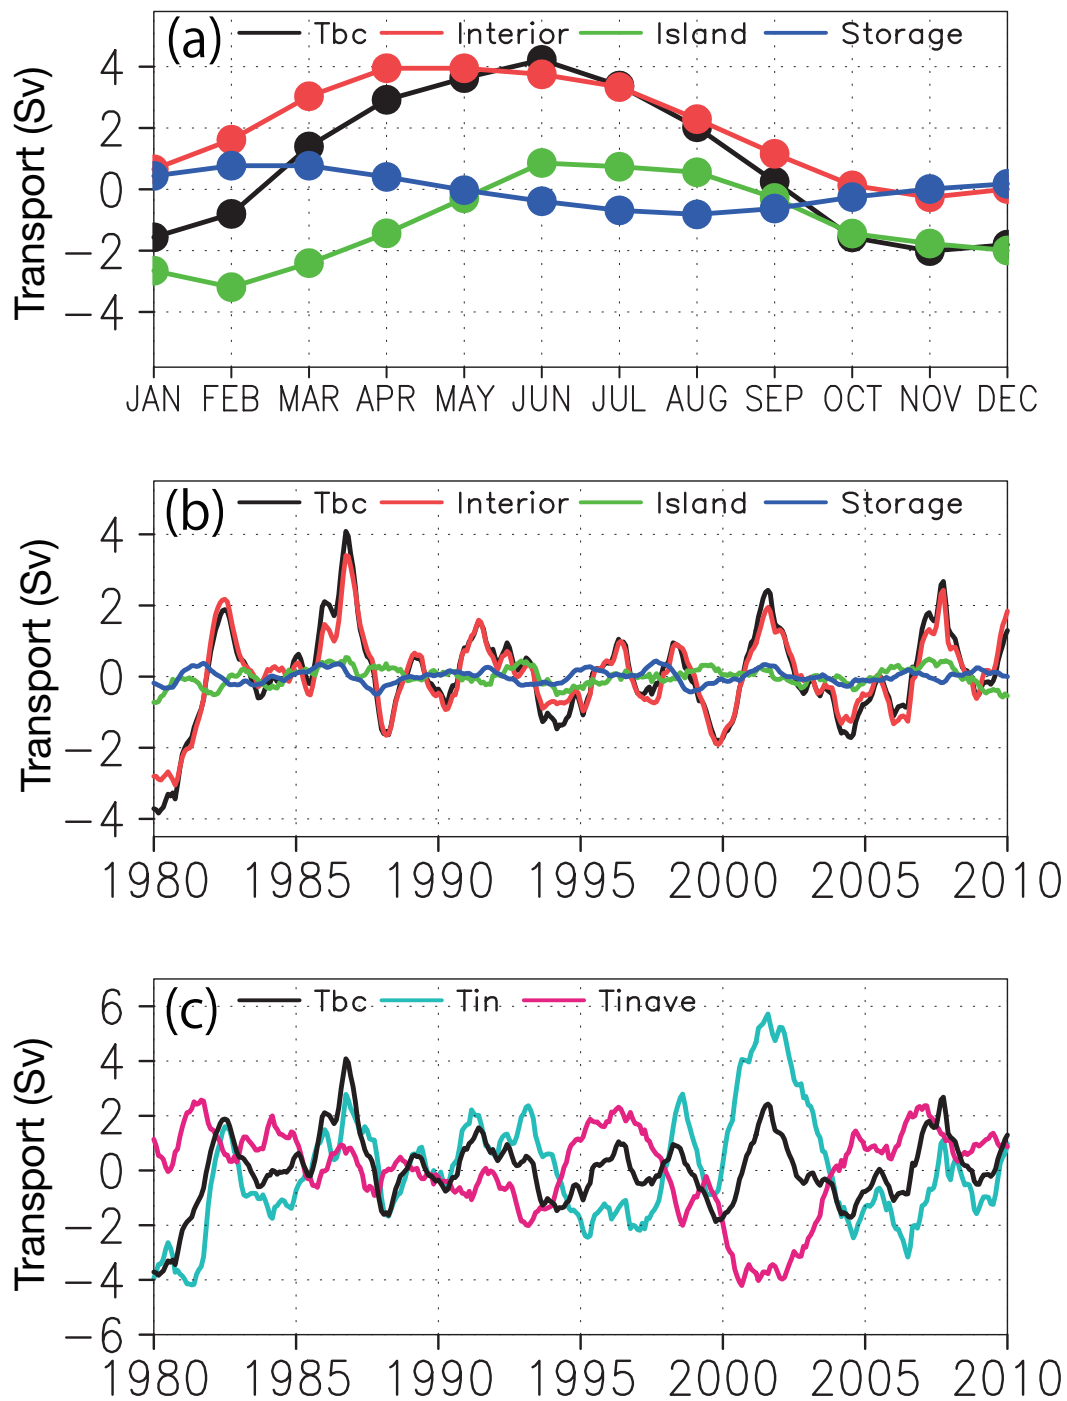 (a) Tbc Interior Island Storage
Transport (Sv)
4
2
0
−2
−4
JAN FEB MAR APR MAY JUN JUL AUG SEP OCT NOV DEC
(b) Tbc Interior Island Storage
Transport (Sv)
4
2
0
−2
−4
1980 1985 1990 1995 2000 2005 2010
(c) Tbc Tin Tinave
Transport (Sv)
6
4
2
0
−2
−4
−6
1980 1985 1990 1995 2000 2005 2010